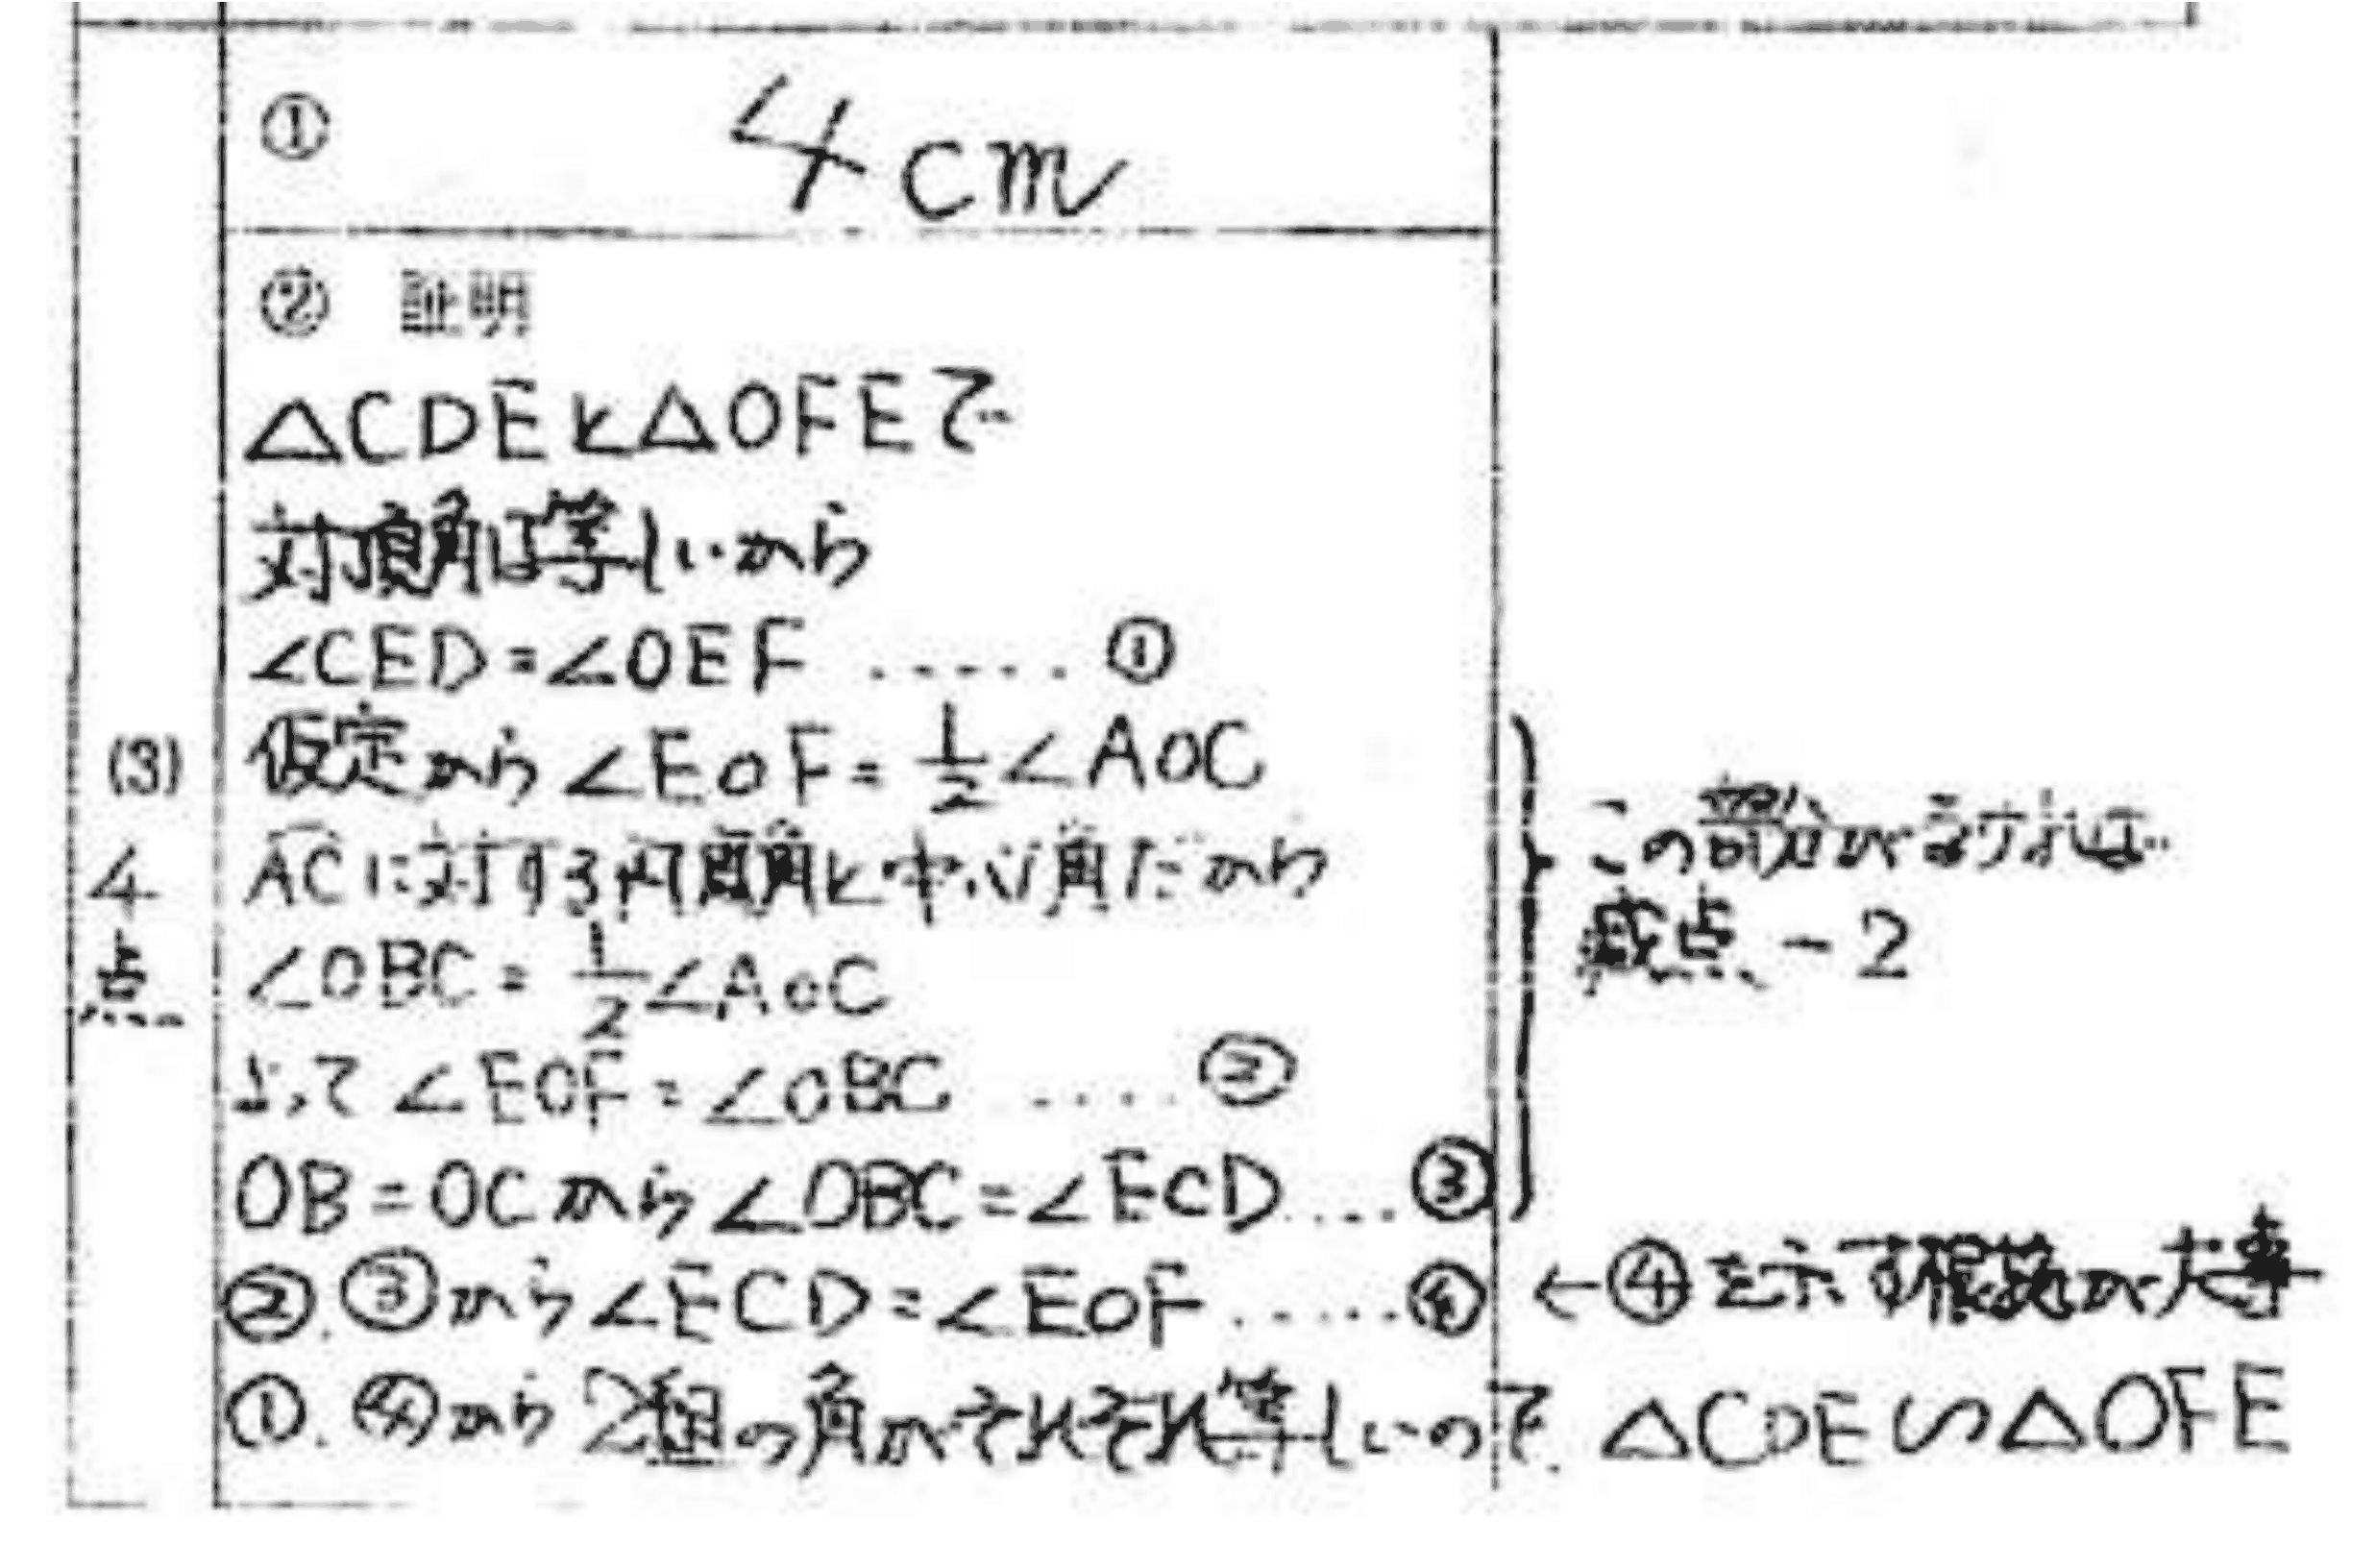 ① 4cm
② 証明
△CDEと△OFEで
対頂角は等しいから
∠CED=∠OEF ‥‥‥ ①
(3)
4点
仮定から∠EOF=1/2∠AOC
ACに対する円周角と中心角だから
∠OBC=1/2∠AOC
よって∠EOF=∠OBC ‥‥ ②
OB=OCから∠OBC=∠ECD ‥‥ ③
この部分が
減点 -2
②.③から∠ECD=∠EOF ‥‥‥ ④
←④を示す根拠が大事
①.④から2組の角がそれぞれ等しいので.△CDE∽△OFE